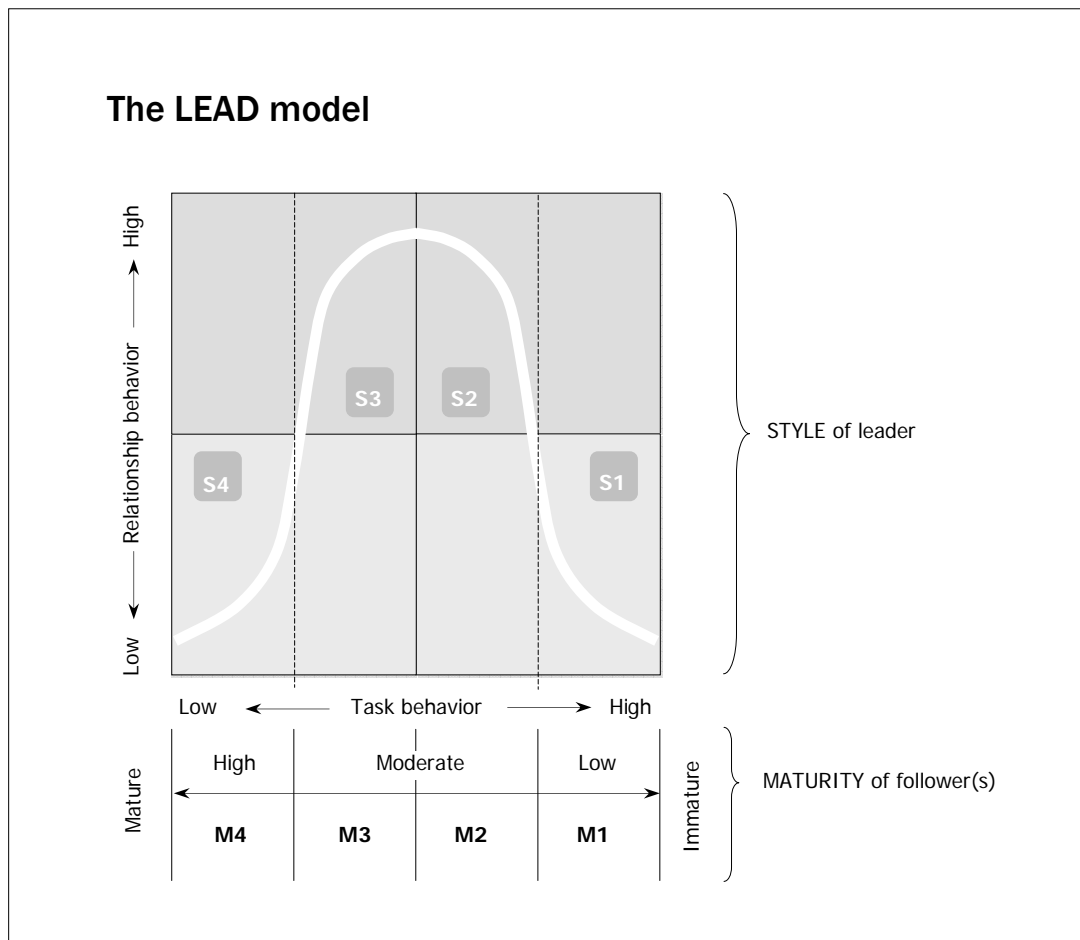 The LEAD model
High
Relationship behavior
Low
S3
S2
S4
S1
STYLE of leader
Low
Task behavior
High
Mature
High
Moderate
Low
Immature
MATURITY of follower(s)
M4
M3
M2
M1